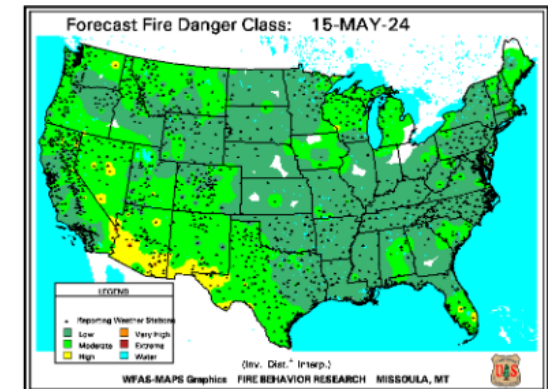 Forecast Fire Danger Class: 15-MAY-24
LEGEND
Reporting Weather Stations
Low
Very High
Moderate
Extreme
High
Water
(Inv. Dist.² Interp.)
WFAS-MAPS Graphics FIRE BEHAVIOR RESEARCH MISSOULA, MT